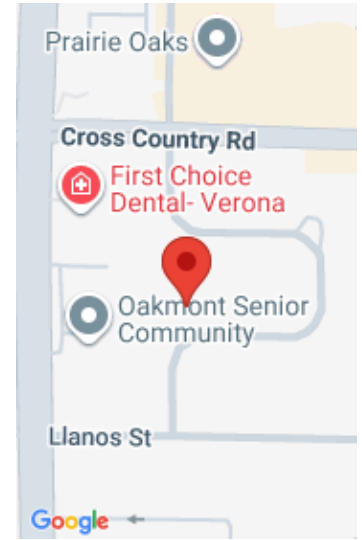 Prairie Oaks
Cross Country Rd
First Choice
Dental- Verona
Oakmont Senior
Community
Llanos St
Google